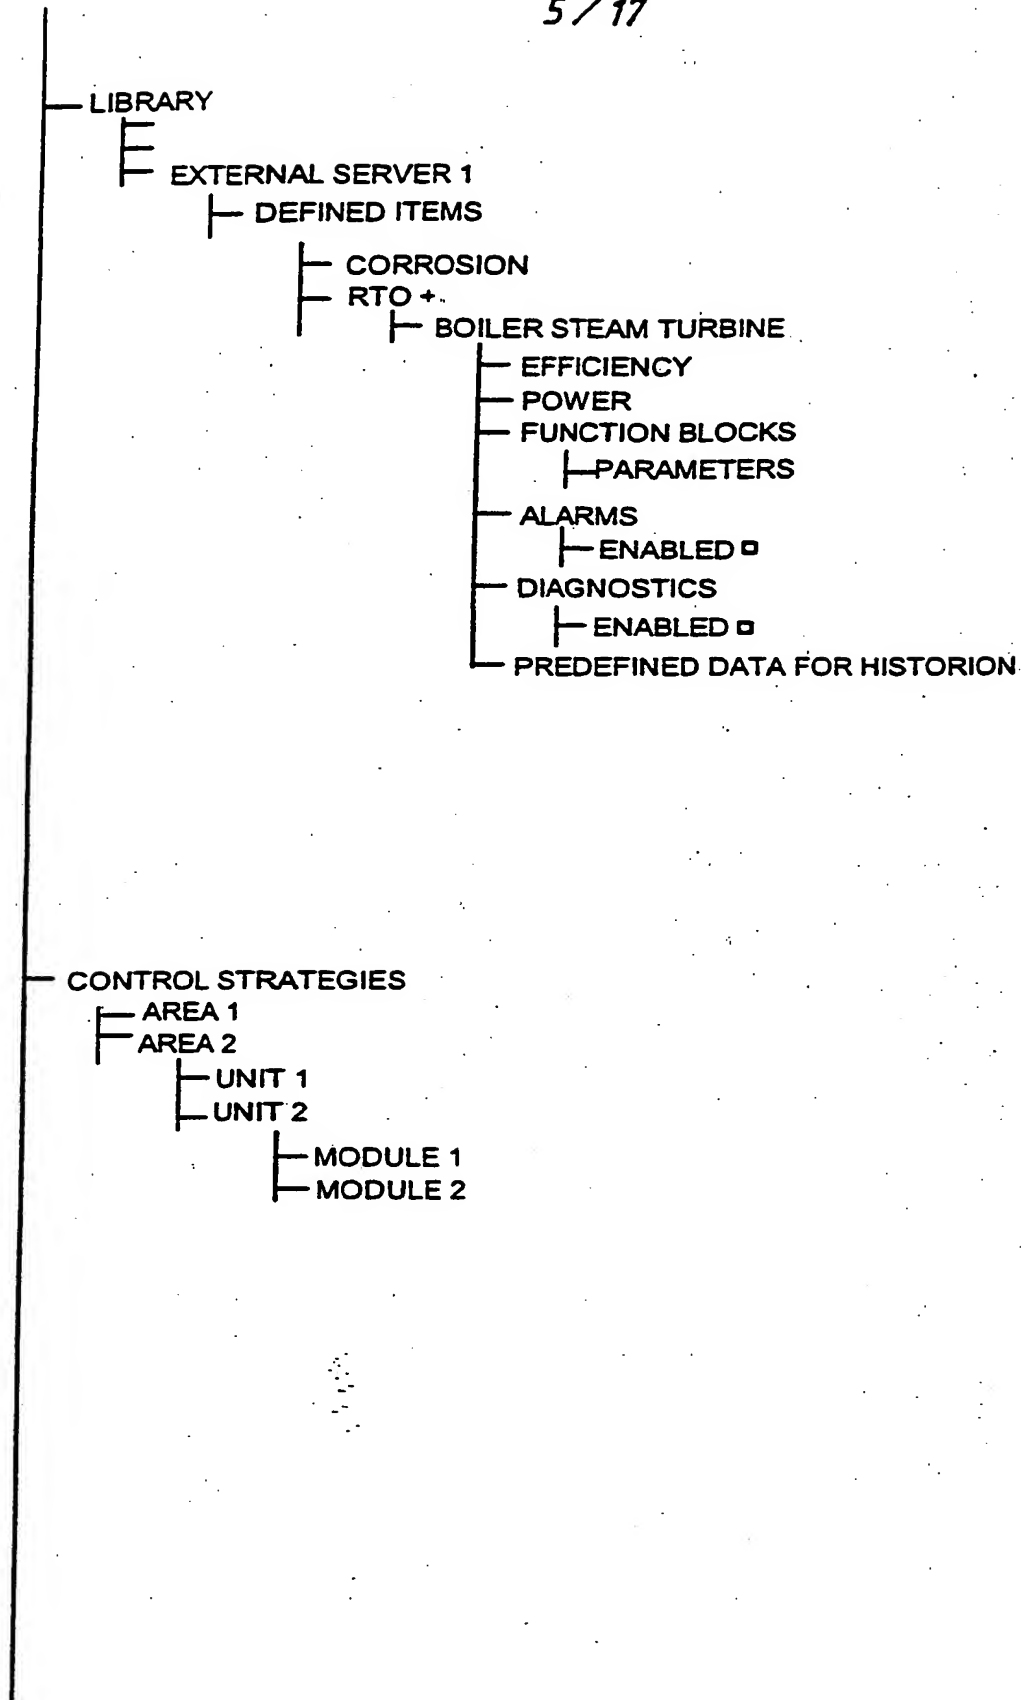 5/17
LIBRARY
EXTERNAL SERVER 1
DEFINED ITEMS
CORROSION
RTO +
BOILER STEAM TURBINE
EFFICIENCY
POWER
FUNCTION BLOCKS
PARAMETERS
ALARMS
ENABLED
DIAGNOSTICS
ENABLED
PREDEFINED DATA FOR HISTORION
CONTROL STRATEGIES
AREA 1
AREA 2
UNIT 1
UNIT 2
MODULE 1
MODULE 2